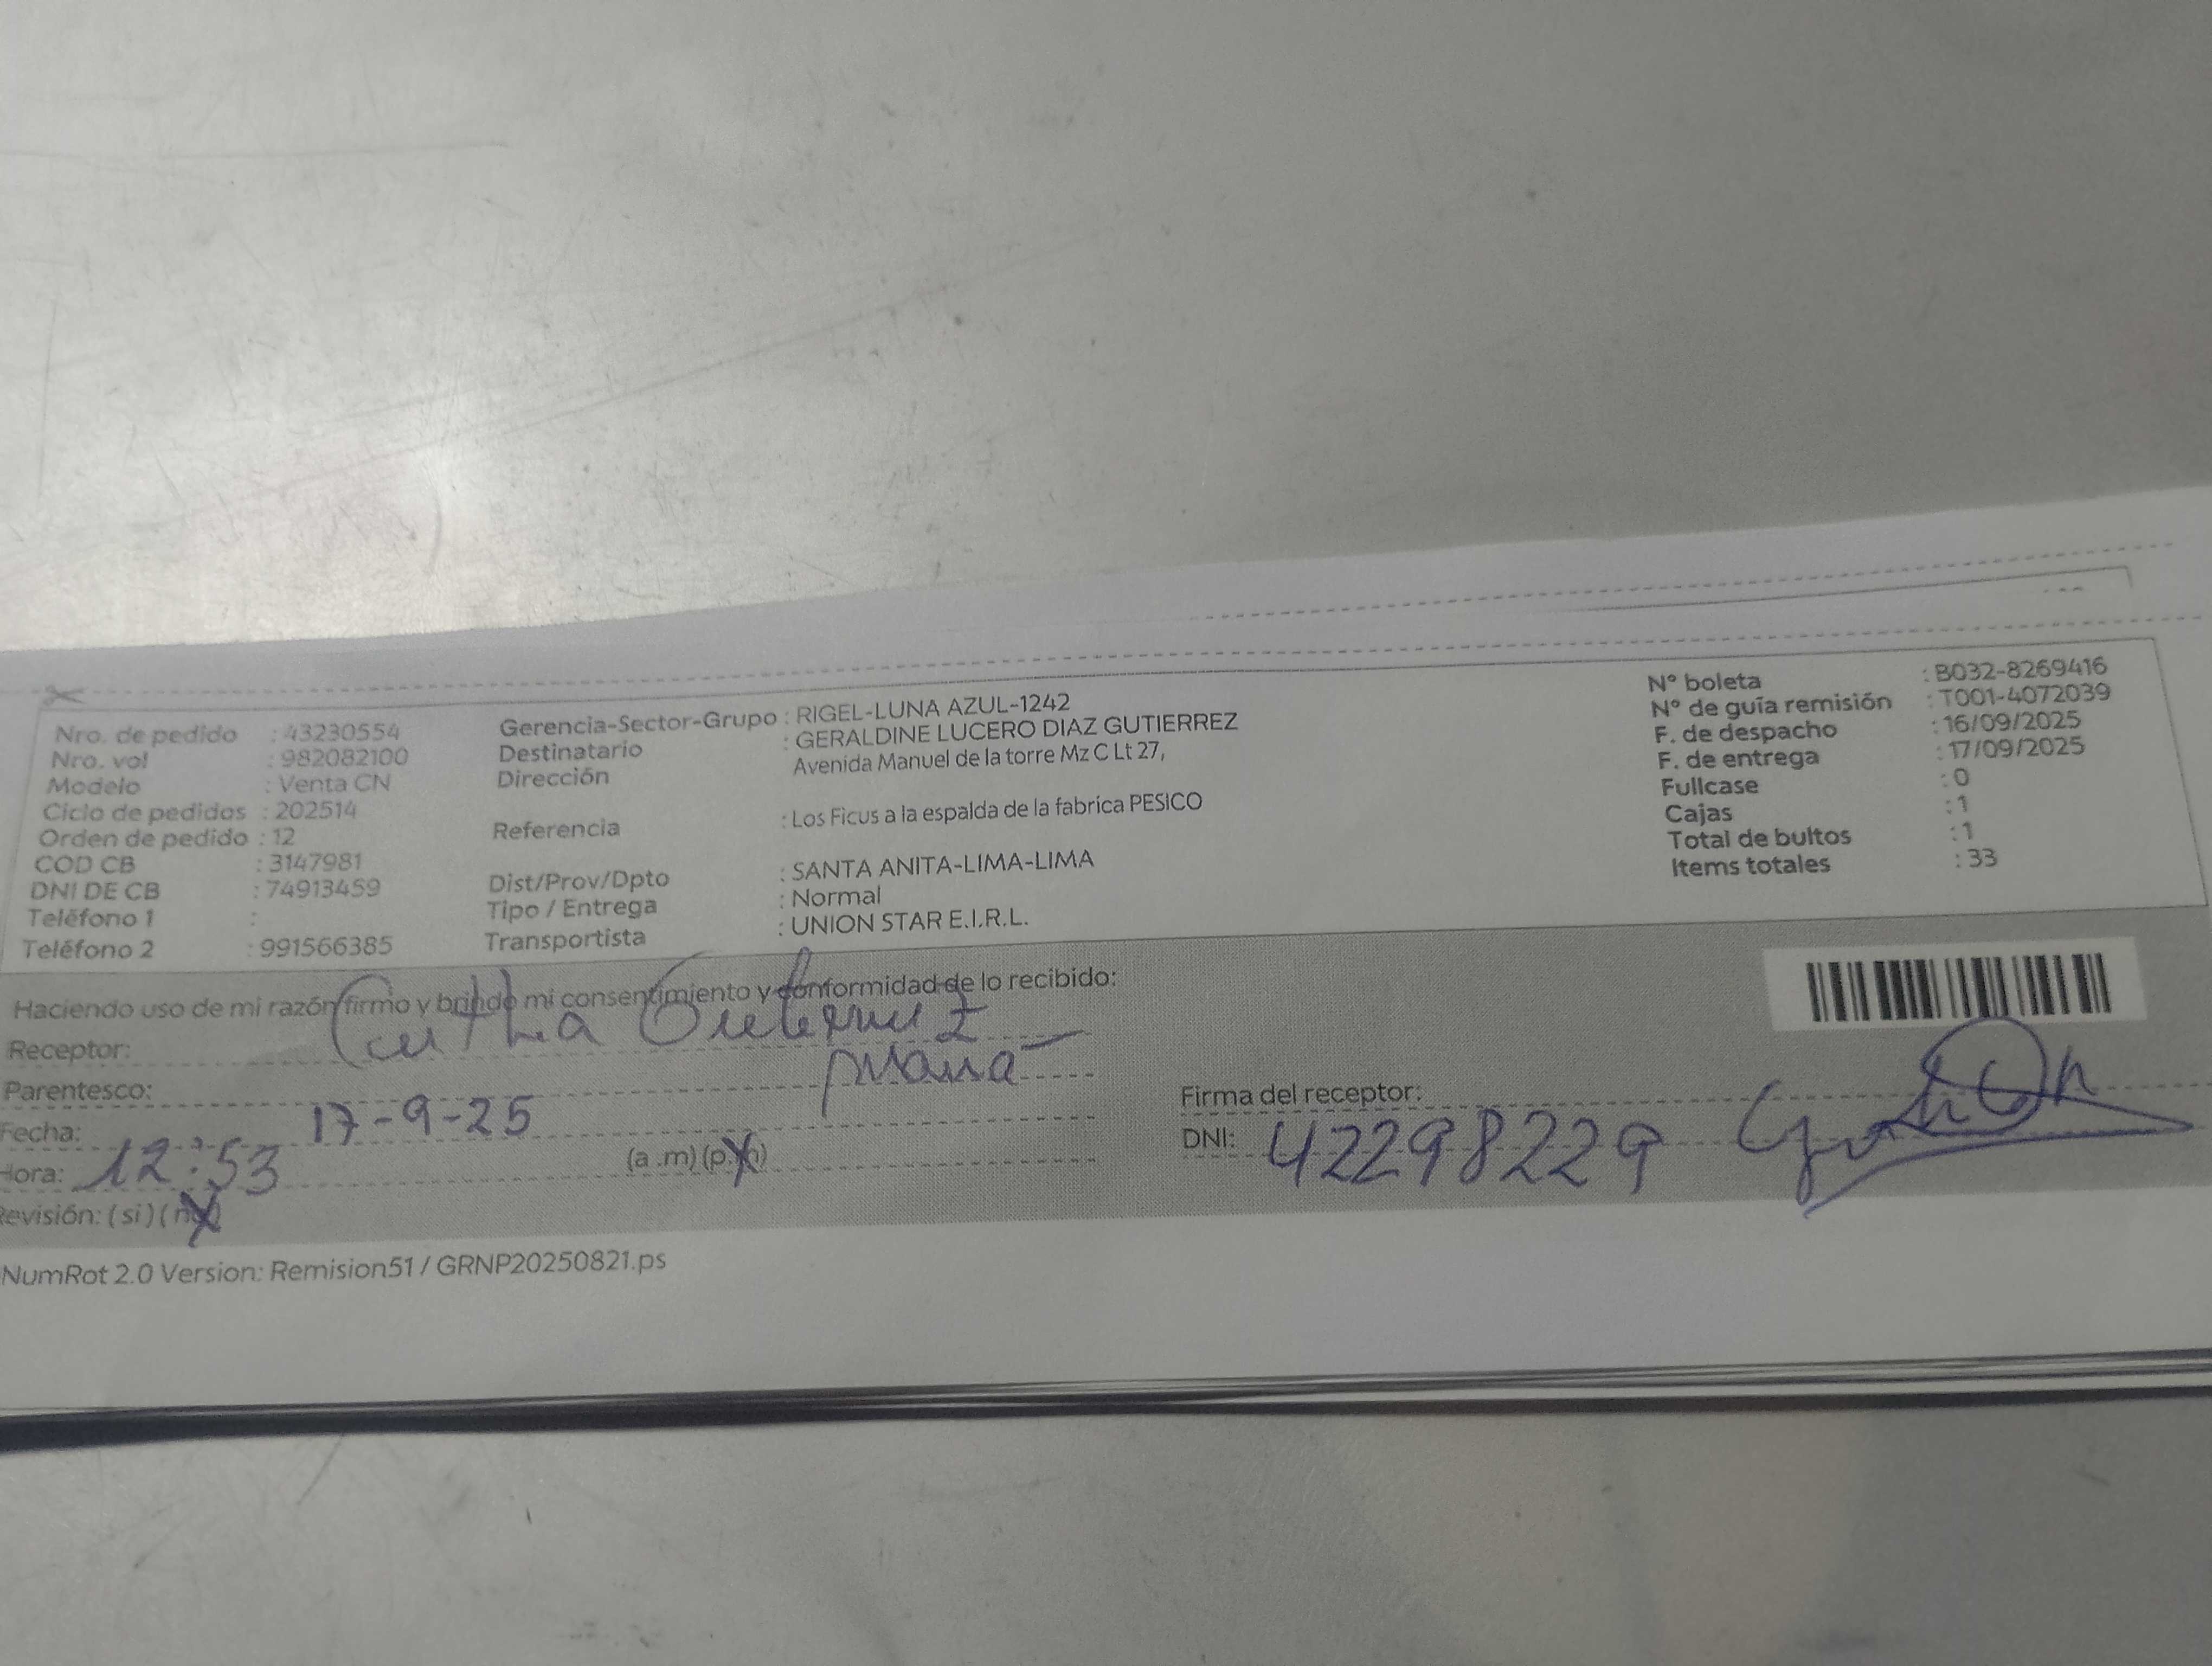 Nro. de pedido : 43230554
Nro. vol : 982082100
Modelo : Venta CN
Ciclo de pedidos : 202514
Orden de pedido : 12
COD CB : 3147981
DNI DE CB : 74913459
Teléfono 1 :
Teléfono 2 : 991566385
Gerencia-Sector-Grupo : RIGEL-LUNA AZUL-1242
Destinatario : GERALDINE LUCERO DIAZ GUTIERREZ
Dirección Avenida Manuel de la torre Mz C Lt 27,
Referencia : Los Ficus a la espalda de la fabrica PESICO
Dist/Prov/Dpto : SANTA ANITA-LIMA-LIMA
Tipo / Entrega : Normal
Transportista : UNION STAR E.I.R.L.
N° boleta : B032-8269416
N° de guía remisión : T001-4072039
F. de despacho : 16/09/2025
F. de entrega : 17/09/2025
Fullcase : 0
Cajas : 1
Total de bultos : 1
Items totales : 33
Haciendo uso de mi razón firmo y brindo mi consentimiento y conformidad de lo recibido:
Receptor: Gutierrez
Parentesco: mama
Fecha: 17-9-25
Hora: 12:53 (a .m) (p.m)
Revisión: ( si ) ( no )
Firma del receptor:
DNI: 42298229
NumRot 2.0 Version: Remision51 / GRNP20250821.ps